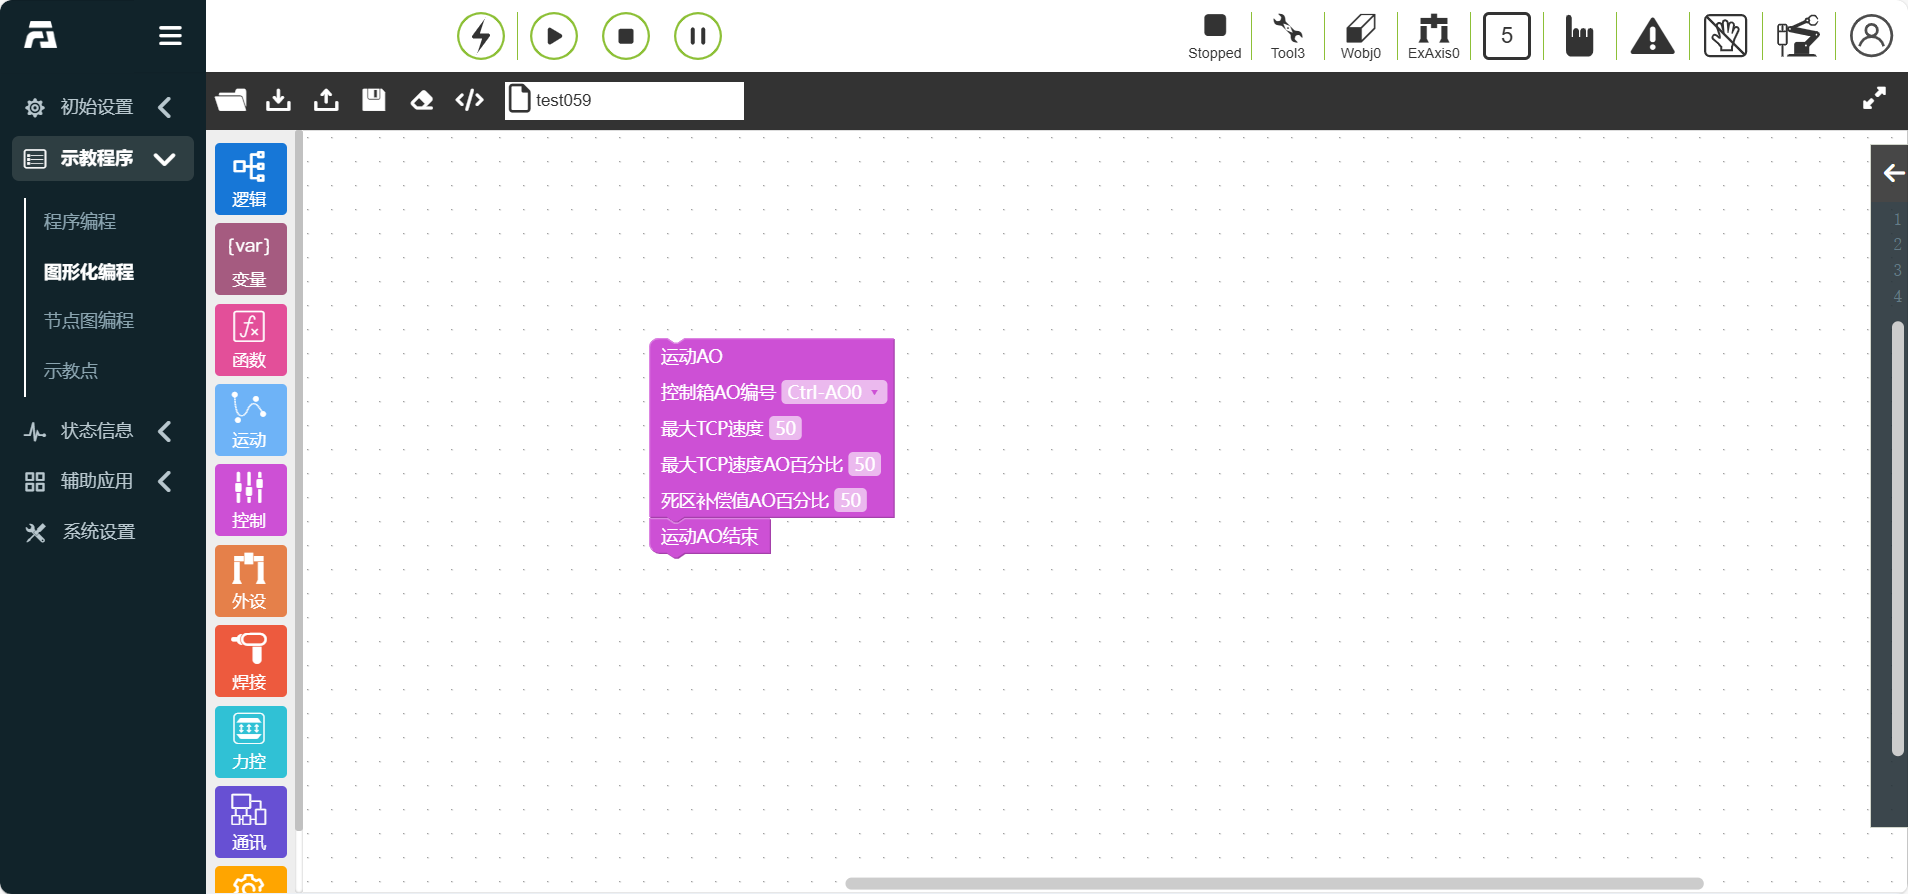 Stopped
Tool3
Wobj0
ExAxis0
5
test059
初始设置
示教程序
程序编程
图形化编程
节点图编程
示教点
状态信息
辅助应用
系统设置
逻辑
{var}
变量
fx
函数
运动
控制
外设
焊接
力控
通讯
运动AO
控制箱AO编号 Ctrl-AO0
最大TCP速度 50
最大TCP速度AO百分比 50
死区补偿值AO百分比 50
运动AO结束
1
2
3
4